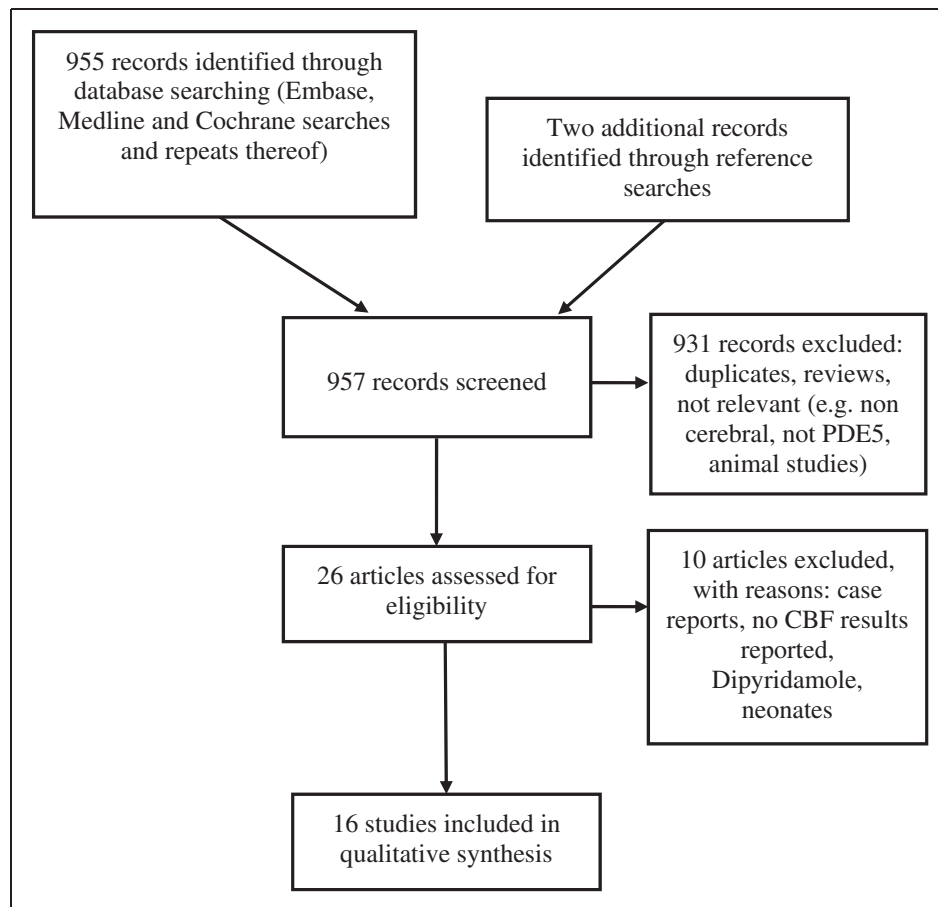 955 records identified through
database searching (Embase,
Medline and Cochrane searches
and repeats thereof)
Two additional records
identified through reference
searches
957 records screened
931 records excluded:
duplicates, reviews,
not relevant (e.g. non
cerebral, not PDE5,
animal studies)
26 articles assessed for
eligibility
10 articles excluded,
with reasons: case
reports, no CBF results
reported,
Dipyridamole,
neonates
16 studies included in
qualitative synthesis